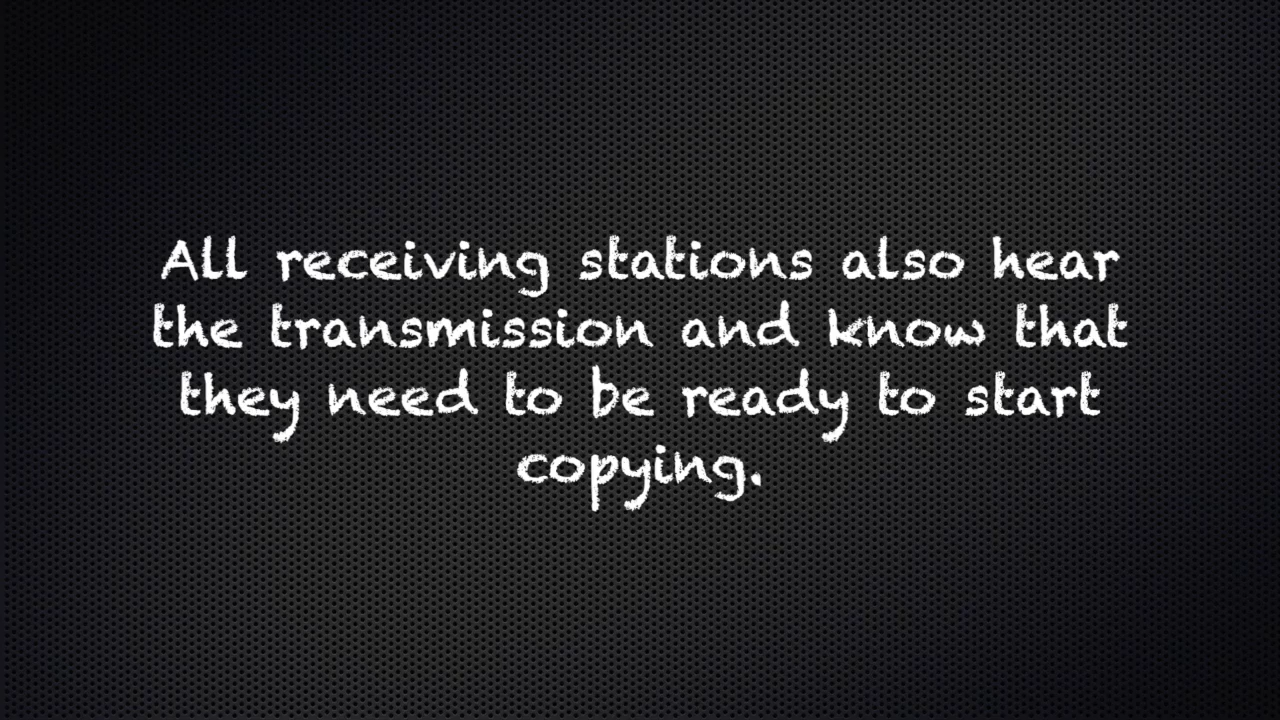 All receiving stations also hear
the transmission and know that
they need to be ready to start
copying.